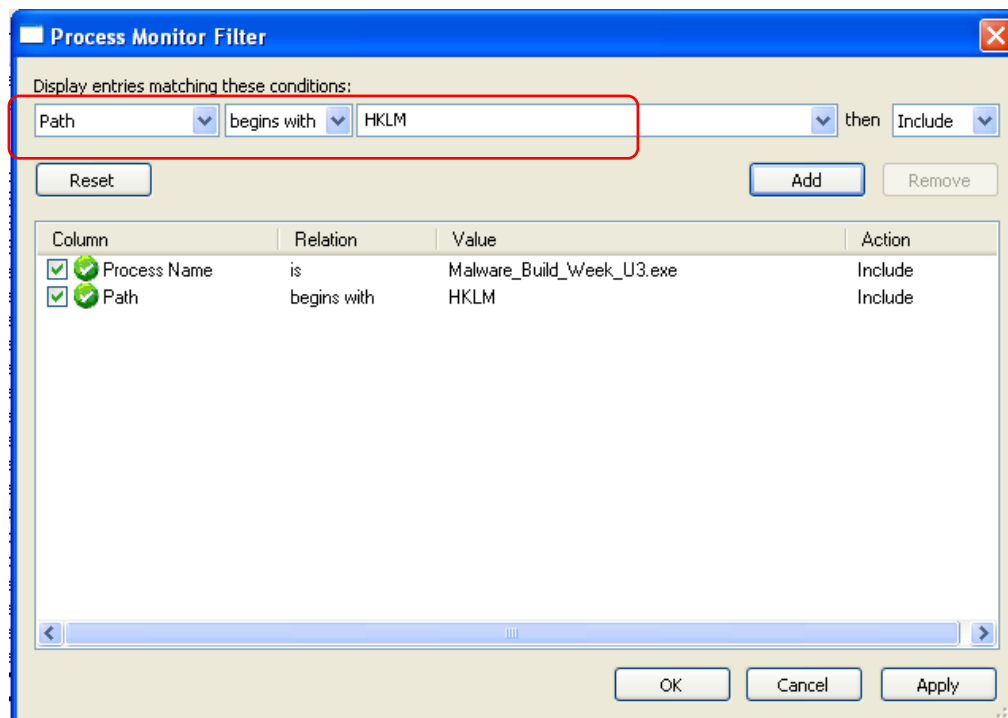 Process Monitor Filter
Display entries matching these conditions:
Path begins with HKLM then Include
Reset Add Remove
Column Relation Value Action
Process Name is Malware_Build_Week_U3.exe Include
Path begins with HKLM Include
OK Cancel Apply